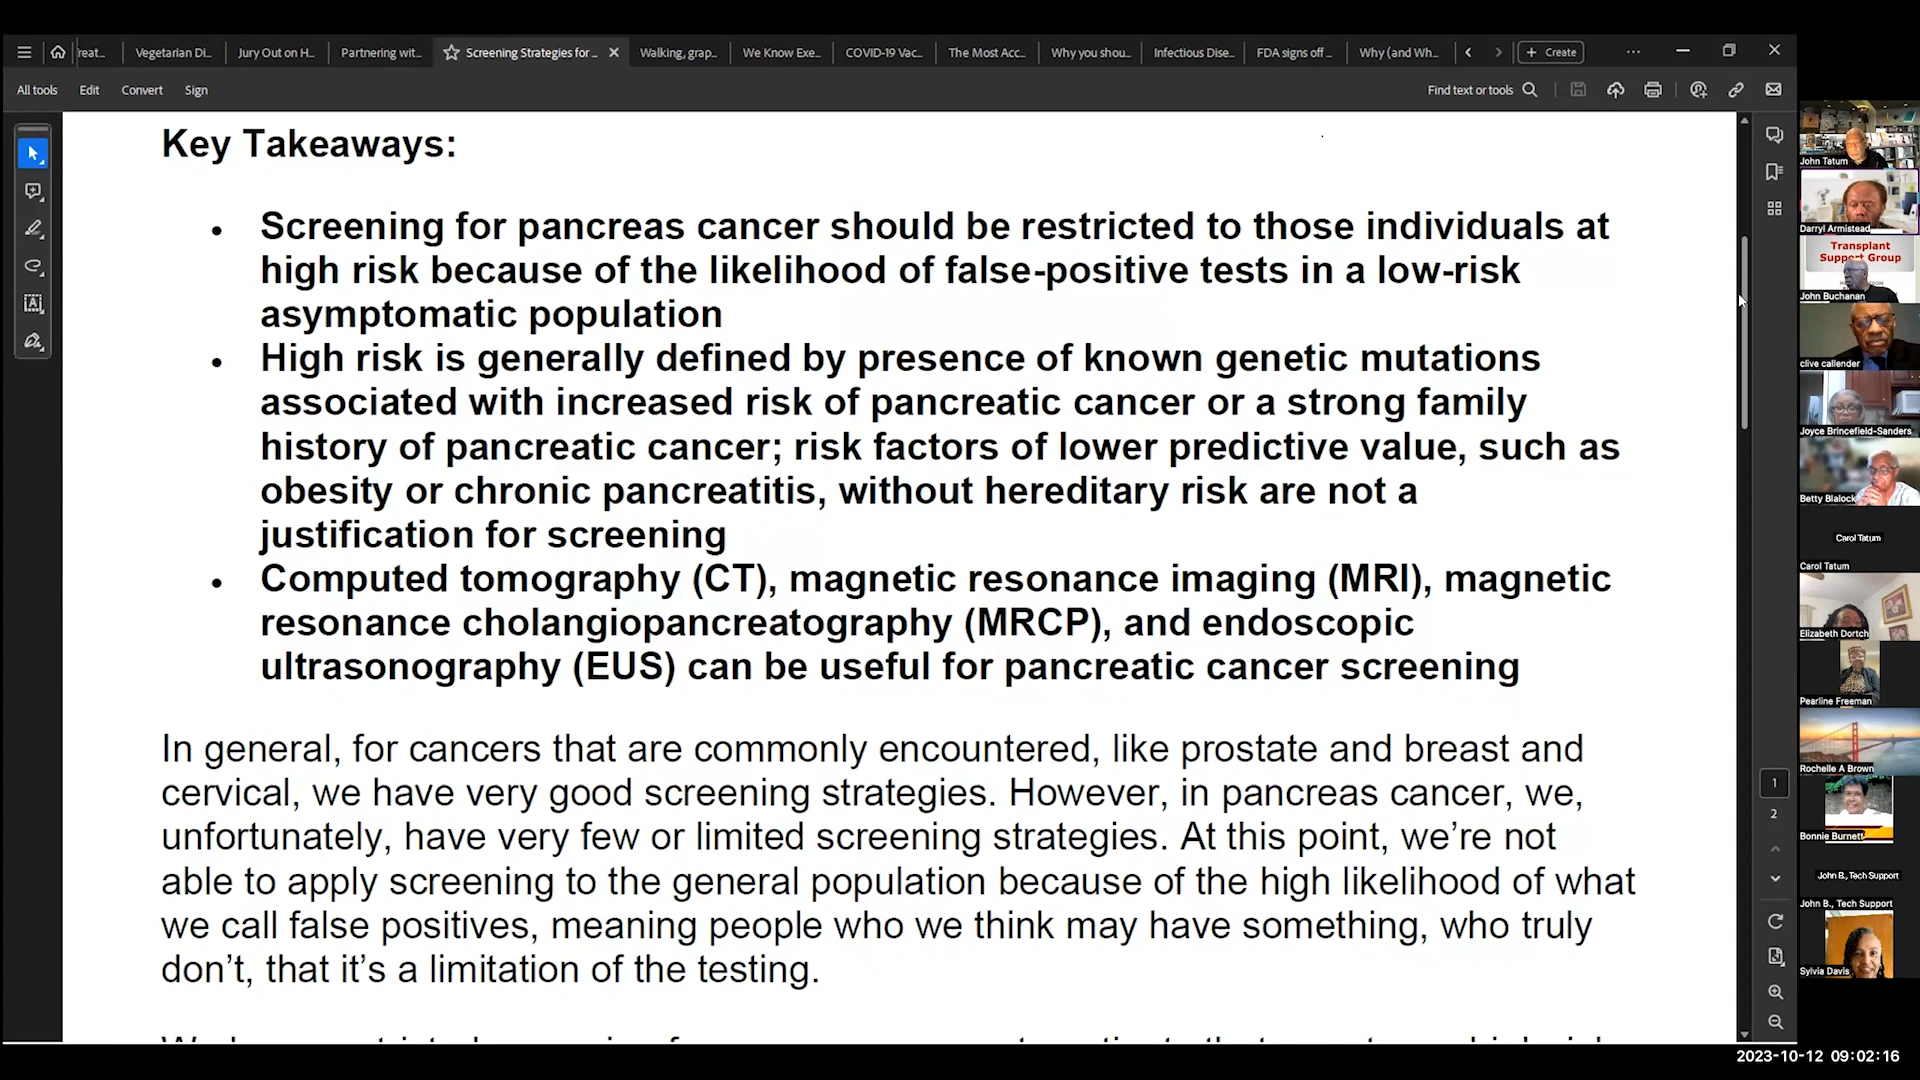 reat...
Vegetarian Di...
Jury Out on H...
Partnering wit...
Screening Strategies for ...
Walking, grap...
We Know Exe...
COVID-19 Vac...
The Most Acc...
Why you shou...
Infectious Dise...
FDA signs off ...
Why (and Wh...
+ Create
All tools
Edit
Convert
Sign
Find text or tools
Key Takeaways:
• Screening for pancreas cancer should be restricted to those individuals at
high risk because of the likelihood of false-positive tests in a low-risk
asymptomatic population
• High risk is generally defined by presence of known genetic mutations
associated with increased risk of pancreatic cancer or a strong family
history of pancreatic cancer; risk factors of lower predictive value, such as
obesity or chronic pancreatitis, without hereditary risk are not a
justification for screening
• Computed tomography (CT), magnetic resonance imaging (MRI), magnetic
resonance cholangiopancreatography (MRCP), and endoscopic
ultrasonography (EUS) can be useful for pancreatic cancer screening
In general, for cancers that are commonly encountered, like prostate and breast and
cervical, we have very good screening strategies. However, in pancreas cancer, we,
unfortunately, have very few or limited screening strategies. At this point, we’re not
able to apply screening to the general population because of the high likelihood of what
we call false positives, meaning people who we think may have something, who truly
don’t, that it’s a limitation of the testing.
1
2
John Tatum
Darryl Armistead
Transplant
Support Group
John Buchanan
clive callender
Joyce Brincefield-Sanders
Betty Blalock
Carol Tatum
Carol Tatum
Elizabeth Dortch
Pearline Freeman
Rochelle A Brown
Bonnie Burnett
John B., Tech Support
John B., Tech Support
Sylvia Davis
2023-10-12 09:02:16